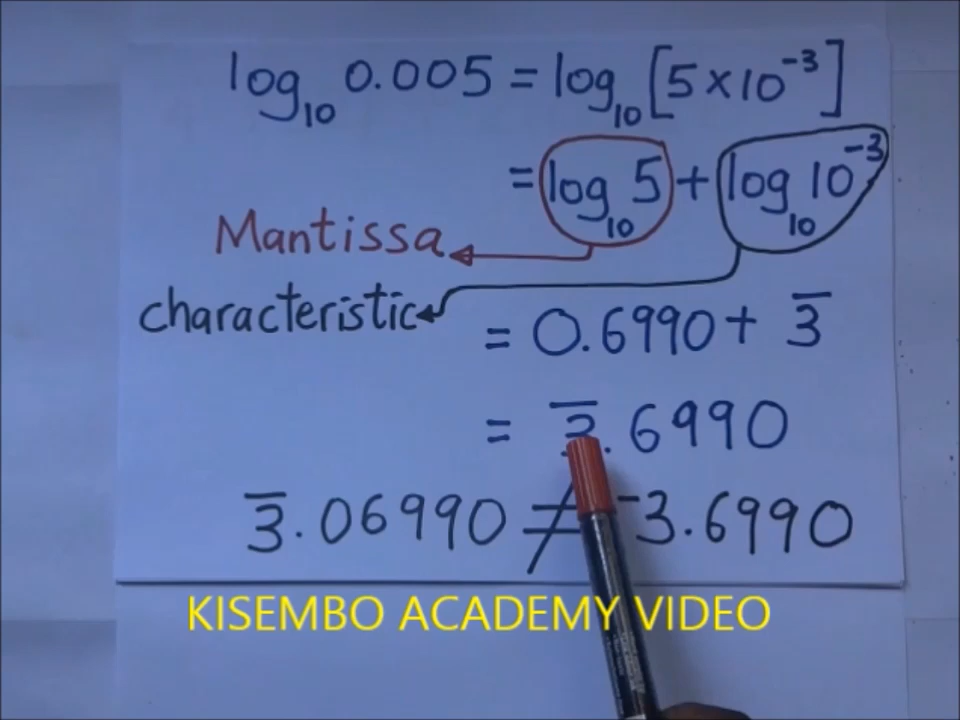 log₁₀ 0.005 = log₁₀ [5×10⁻³]
= log₁₀ 5 + log₁₀ 10⁻³
Mantissa
characteristic
= 0.6990 + 3̅
= 3̅.6990
3̅.06990 ≠ -3.6990
KISEMBO ACADEMY VIDEO